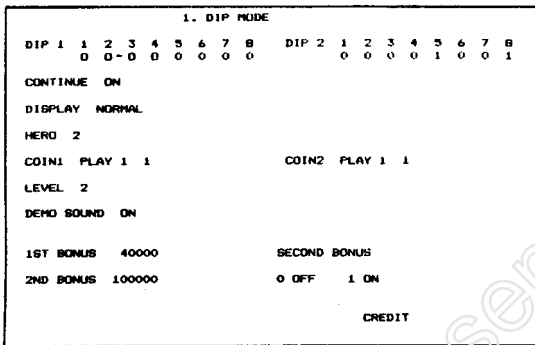 1. DIP MODE
DIP 1 1 2 3 4 5 6 7 8 DIP 2 1 2 3 4 5 6 7 8
0 0-0 0 0 0 0 0 0 0 0 0 1 0 0 1
CONTINUE ON
DISPLAY NORMAL
HERO 2
COIN1 PLAY 1 1 COIN2 PLAY 1 1
LEVEL 2
DEMO SOUND ON
1ST BONUS 40000 SECOND BONUS
2ND BONUS 100000 0 OFF 1 ON
CREDIT